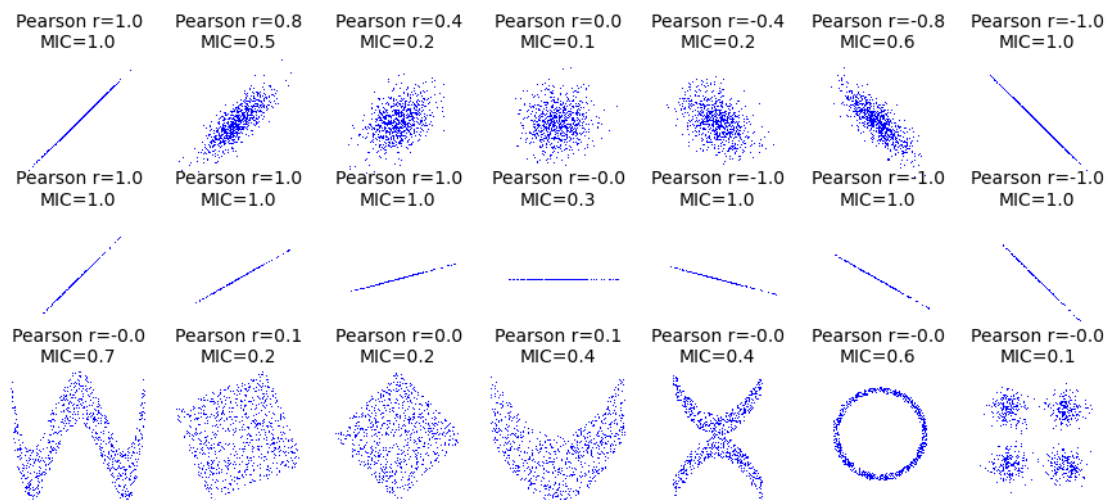 Pearson r=1.0 Pearson r=0.8 Pearson r=0.4 Pearson r=0.0 Pearson r=-0.4 Pearson r=-0.8 Pearson r=-1.0
MIC=1.0 MIC=0.5 MIC=0.2 MIC=0.1 MIC=0.2 MIC=0.6 MIC=1.0
Pearson r=1.0 Pearson r=1.0 Pearson r=1.0 Pearson r=-0.0 Pearson r=-1.0 Pearson r=-1.0 Pearson r=-1.0
MIC=1.0 MIC=1.0 MIC=1.0 MIC=0.3 MIC=1.0 MIC=1.0 MIC=1.0
Pearson r=-0.0 Pearson r=0.1 Pearson r=0.0 Pearson r=0.1 Pearson r=-0.0 Pearson r=-0.0 Pearson r=-0.0
MIC=0.7 MIC=0.2 MIC=0.2 MIC=0.4 MIC=0.4 MIC=0.6 MIC=0.1